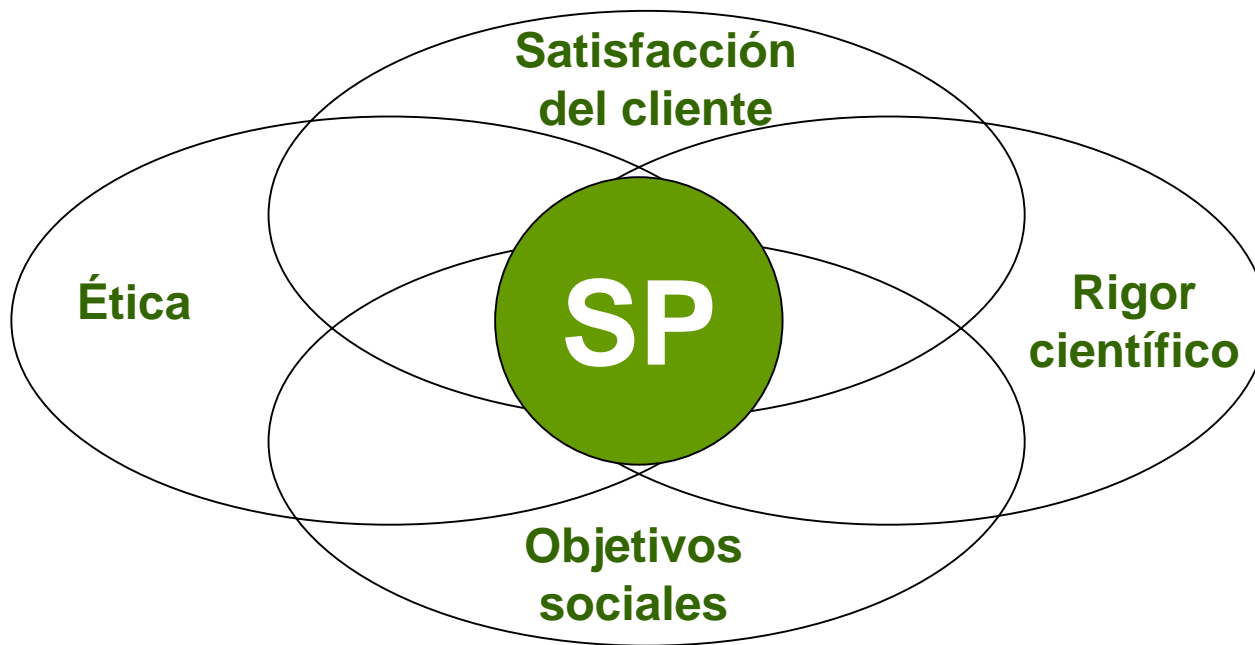 Satisfacción
del cliente
Ética
SP
Rigor
científico
Objetivos
sociales